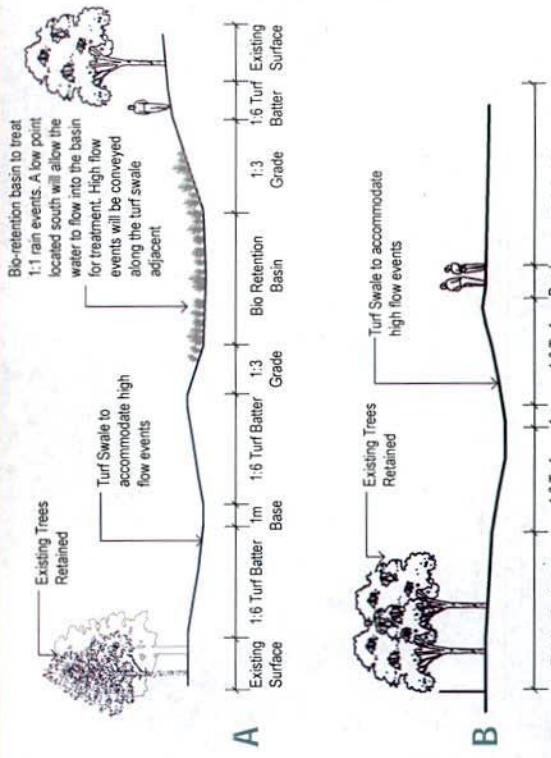 Existing Trees
Retained
Turf Swale to
accommodate high
flow events
Bio-retention basin to treat
1:1 rain events. A low point
located south will allow the
water to flow into the basin
for treatment. High flow
events will be conveyed
along the turf swale
adjacent
A
Existing
Surface
1:6 Turf Batter
1m
Base
1:6 Turf Batter
1:3
Grade
Bio Retention
Basin
1:3
Grade
1:6 Turf
Batter
Existing
Surface
Existing Trees
Retained
Turf Swale to accommodate
high flow events
B